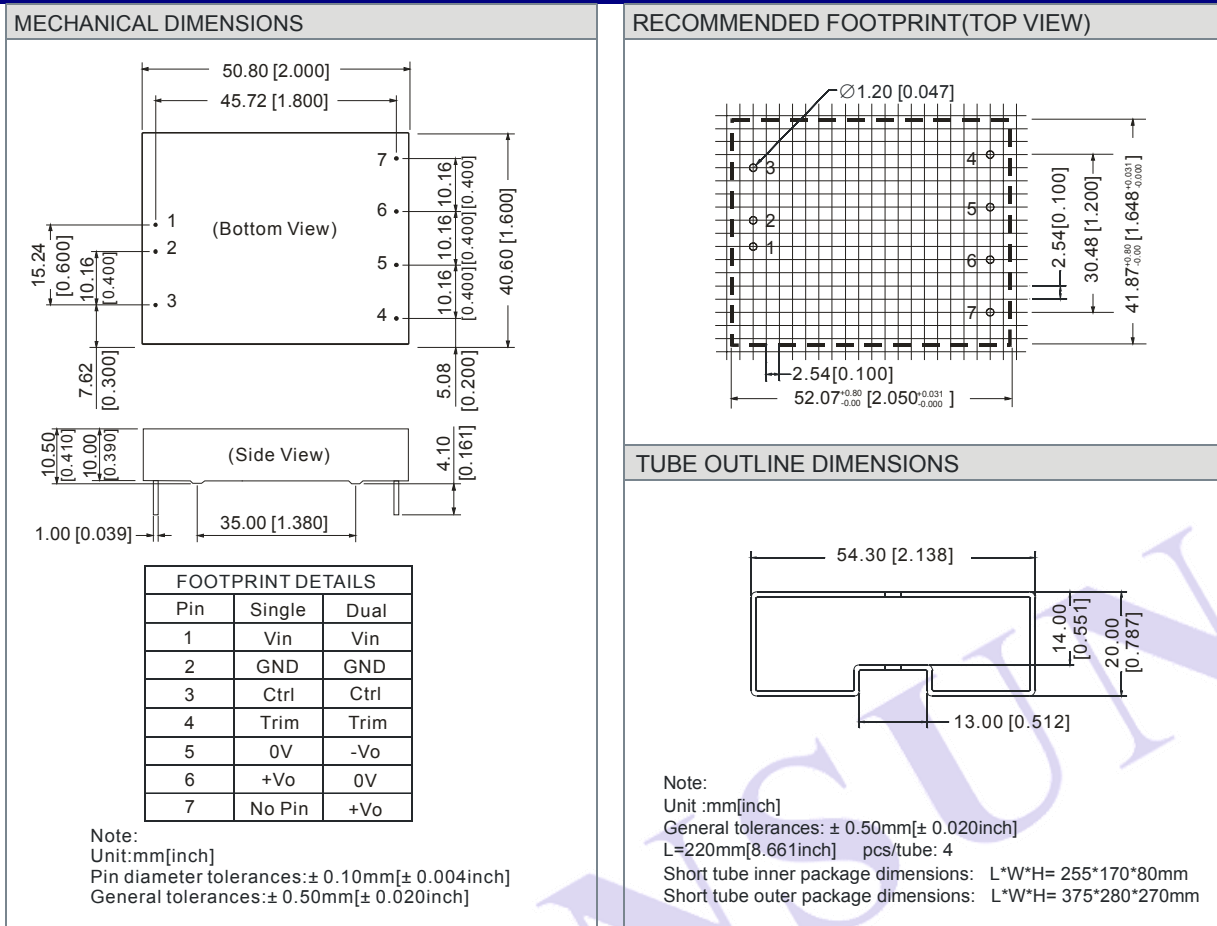 MECHANICAL DIMENSIONS
50.80 [2.000]
45.72 [1.800]
1
2
3
(Bottom View)
7
6
5
4
15.24
[0.600]
10.16
[0.400]
7.62
[0.300]
10.16
[0.400]
10.16
[0.400]
10.16
[0.400]
40.60 [1.600]
5.08
[0.200]
10.50
[0.410]
10.00
[0.390]
(Side View)
4.10
[0.161]
1.00 [0.039]
35.00 [1.380]
FOOTPRINT DETAILS
Pin Single Dual
1 Vin Vin
2 GND GND
3 Ctrl Ctrl
4 Trim Trim
5 0V -Vo
6 +Vo 0V
7 No Pin +Vo
Note:
Unit:mm[inch]
Pin diameter tolerances:± 0.10mm[± 0.004inch]
General tolerances:± 0.50mm[± 0.020inch]
RECOMMENDED FOOTPRINT(TOP VIEW)
∅1.20 [0.047]
3
2
1
4
5
6
7
2.54[0.100]
30.48 [1.200]
41.87+0.80 -0.00 [1.648+0.031 -0.000 ]
2.54[0.100]
52.07+0.80 -0.00 [2.050+0.031 -0.000 ]
TUBE OUTLINE DIMENSIONS
54.30 [2.138]
14.00
[0.551]
20.00
[0.787]
13.00 [0.512]
Note:
Unit :mm[inch]
General tolerances: ± 0.50mm[± 0.020inch]
L=220mm[8.661inch] pcs/tube: 4
Short tube inner package dimensions: L*W*H= 255*170*80mm
Short tube outer package dimensions: L*W*H= 375*280*270mm
NSUN